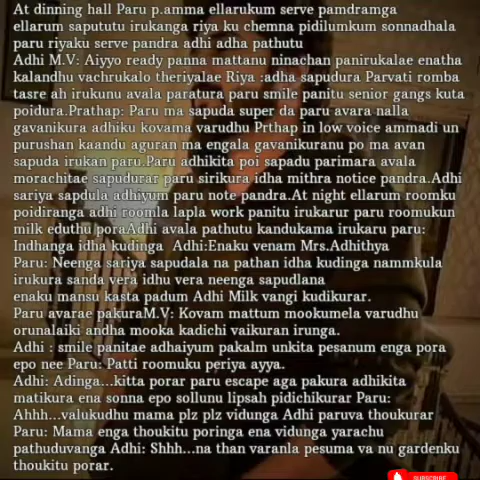 At dinning hall Paru p.amma ellarukum serve pamdramga
ellarum sapututu irukanga riya ku chemna pidilumkum sonnadhala
paru riyaku serve pandra adhi adha pathutu
Adhi M.V: Aiyyo ready panna mattanu ninachan panirukalae enatha
kalandhu vachrukalo theriyalae Riya :adha sapudura Parvati romba
tasre ah irukunu avala paratura paru smile panitu senior gangs kuta
poidura.Prathap: Paru ma sapuda super da paru avara nalla
gavanikura adhiku kovama varudhu Prthap in low voice ammadi un
purushan kaandu aguran ma engala gavanikuranu po ma avan
sapuda irukan paru.Paru adhikita poi sapadu parimara avala
morachitae sapudurar paru sirikura idha mithra notice pandra.Adhi
sariya sapdula adhiyum paru note pandra.At night ellarum roomku
poidiranga adhi roomla lapla work panitu irukarur paru roomukun
milk eduthu poraAdhi avala pathutu kandukama irukaru paru:
Indhanga idha kudinga  Adhi:Enaku venam Mrs.Adhithya
Paru: Neenga sariya sapudala na pathan idha kudinga nammkula
irukura sanda vera idhu vera neenga sapudlana
enaku mansu kasta padum Adhi Milk vangi kudikurar.
Paru avarae pakuraM.V: Kovam mattum mookumela varudhu
orunalaiki andha mooka kadichi vaikuran irunga.
Adhi : smile panitae adhaiyum pakalm unkita pesanum enga pora
epo nee Paru: Patti roomuku periya ayya.
Adhi: Adinga...kitta porar paru escape aga pakura adhikita
matikura ena sonna epo sollunu lipsah pidichikurar Paru:
Ahhh...valukudhu mama plz plz vidunga Adhi paruva thoukurar
Paru: Mama enga thoukitu poringa ena vidunga yarachu
pathuduvanga Adhi: Shhh...na than varanla pesuma va nu gardenku
thoukitu porar.
SUBSCRIBE